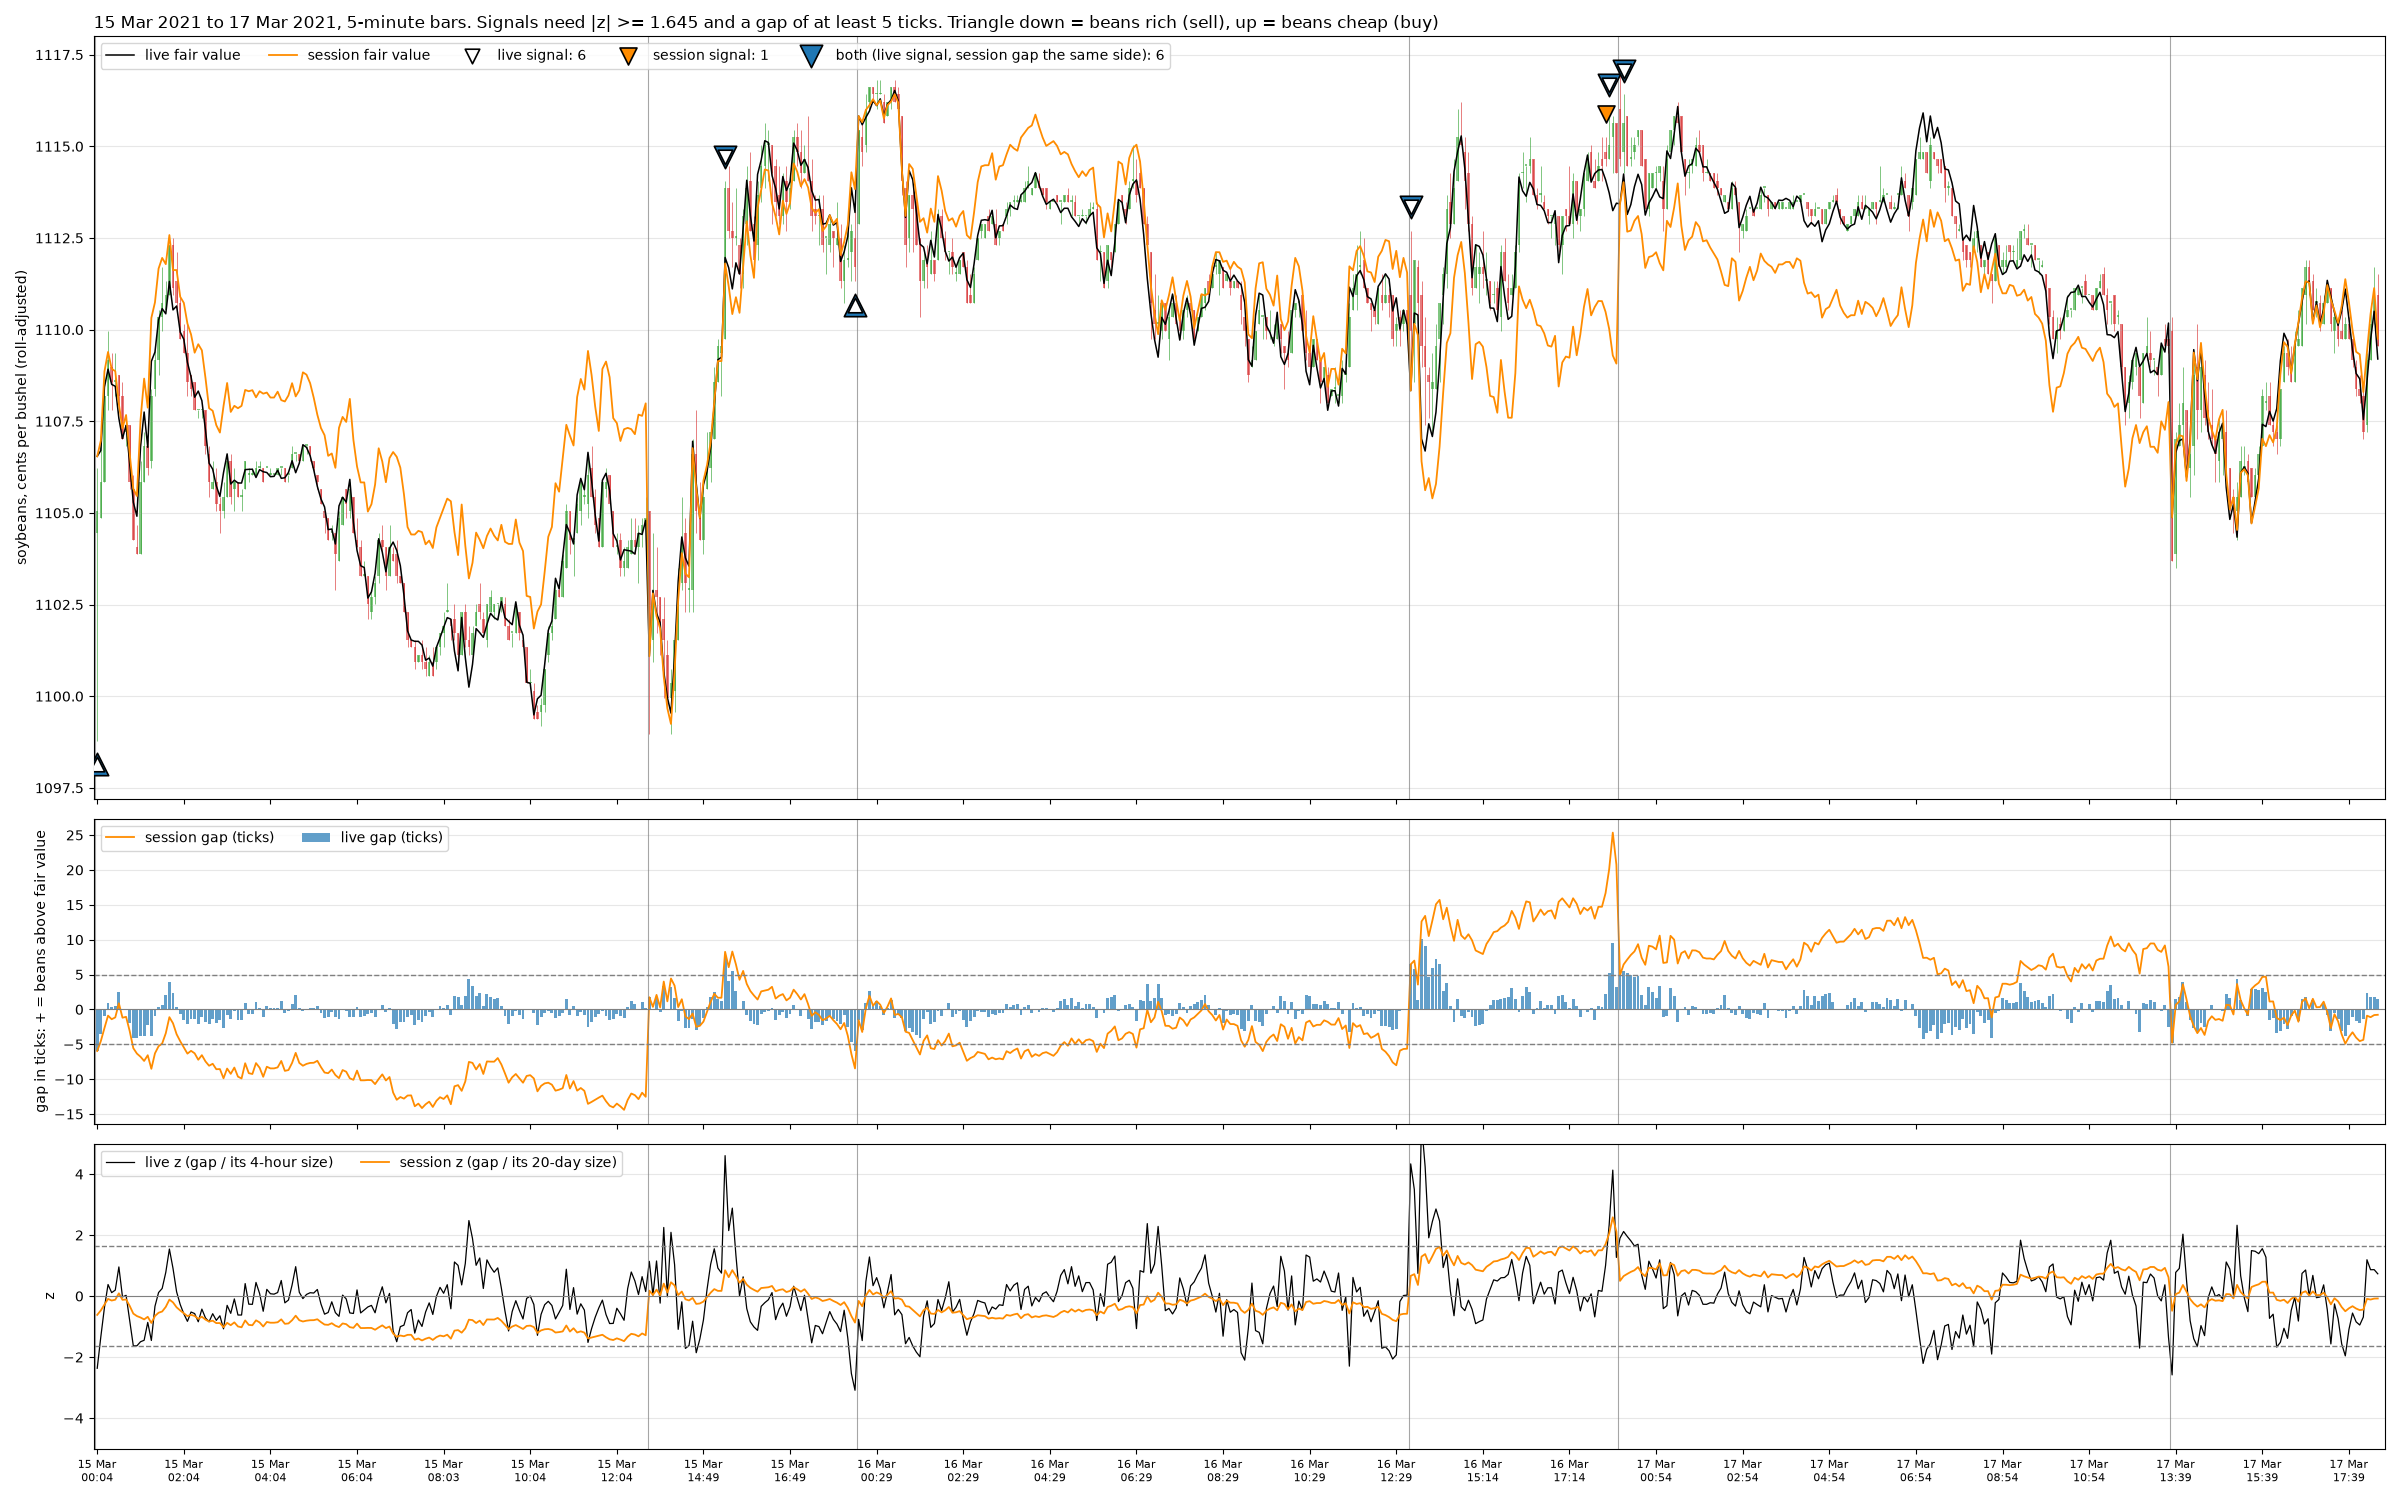 15 Mar 2021 to 17 Mar 2021, 5-minute bars. Signals need |z| >= 1.645 and a gap of at least 5 ticks. Triangle down = beans rich (sell), up = beans cheap (buy)
live fair value session fair value live signal: 6 session signal: 1 both (live signal, session gap the same side): 6
soybeans, cents per bushel (roll-adjusted)
1117.5
1115.0
1112.5
1110.0
1107.5
1105.0
1102.5
1100.0
1097.5
session gap (ticks) live gap (ticks)
gap in ticks: + = beans above fair value
25
20
15
10
5
0
−5
−10
−15
live z (gap / its 4-hour size) session z (gap / its 20-day size)
z
4
2
0
−2
−4
15 Mar 15 Mar 15 Mar 15 Mar 15 Mar 15 Mar 15 Mar 15 Mar 15 Mar 16 Mar 16 Mar 16 Mar 16 Mar 16 Mar 16 Mar 16 Mar 16 Mar 16 Mar 17 Mar 17 Mar 17 Mar 17 Mar 17 Mar 17 Mar 17 Mar 17 Mar 17 Mar
00:04 02:04 04:04 06:04 08:03 10:04 12:04 14:49 16:49 00:29 02:29 04:29 06:29 08:29 10:29 12:29 15:14 17:14 00:54 02:54 04:54 06:54 08:54 10:54 13:39 15:39 17:39